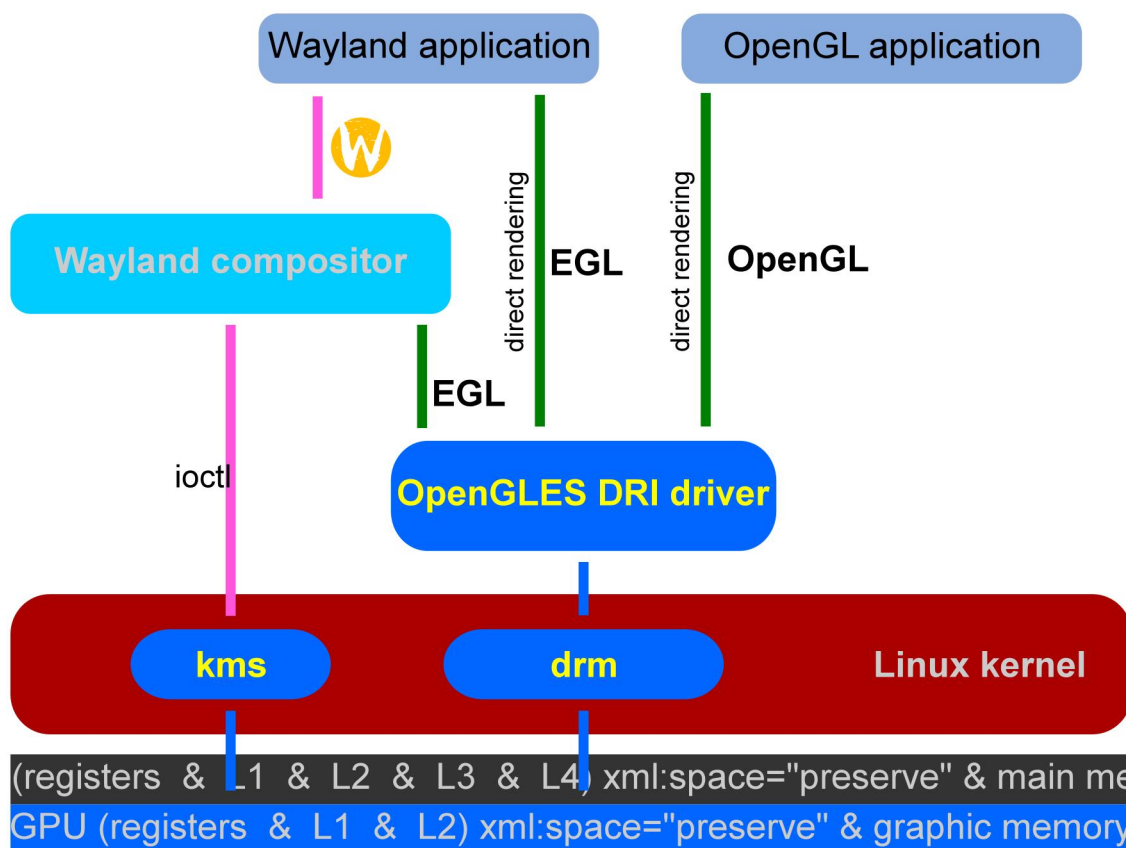 Wayland application
OpenGL application
W
Wayland compositor
direct rendering
EGL
direct rendering
OpenGL
EGL
ioctl
OpenGLES DRI driver
kms
drm
Linux kernel
(registers & L1 & L2 & L3 & L4) xml:space="preserve" & main me
GPU (registers & L1 & L2) xml:space="preserve" & graphic memory